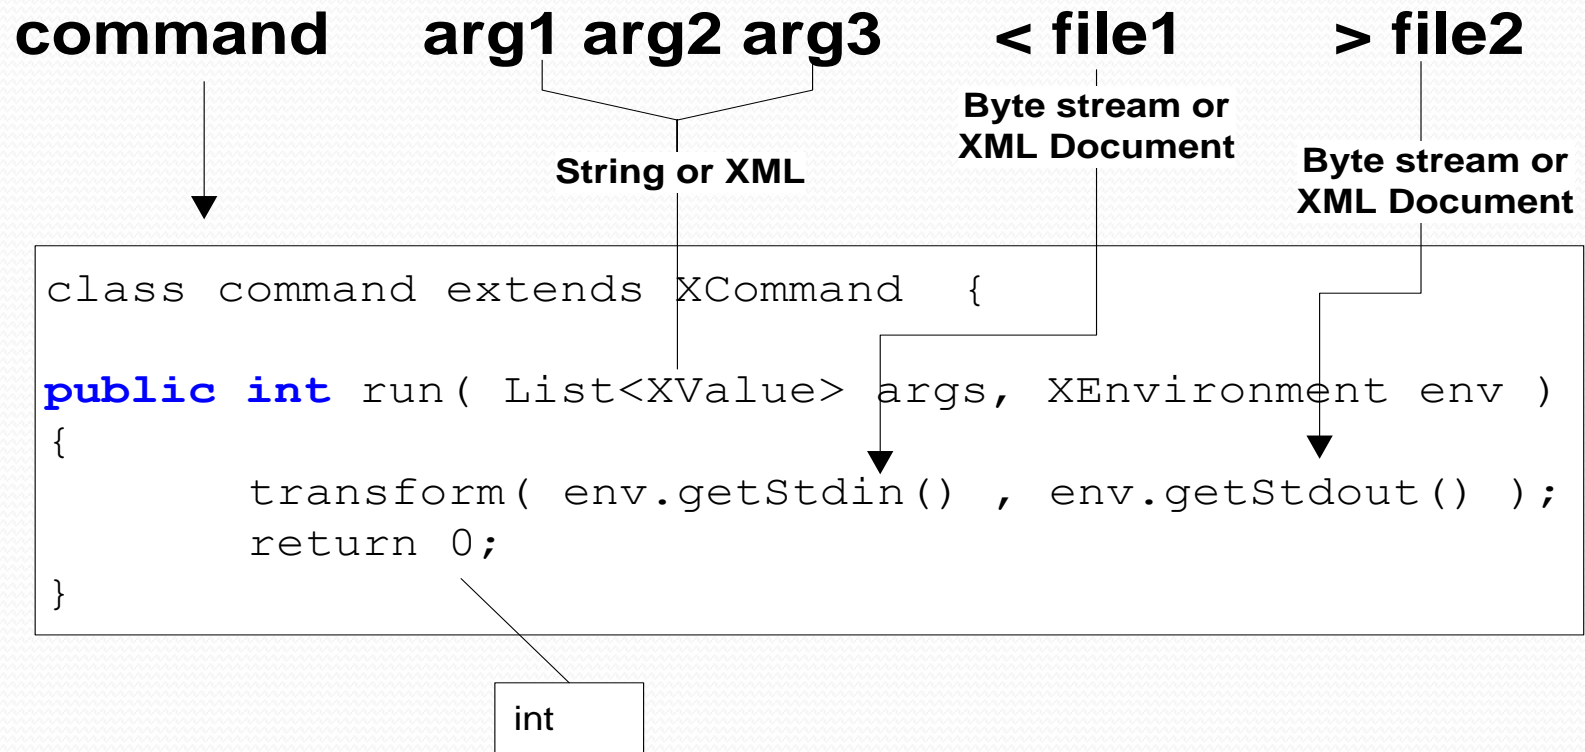 command arg1 arg2 arg3 < file1 > file2
Byte stream or
XML Document
String or XML
Byte stream or
XML Document
class command extends XCommand {
public int run( List<XValue> args, XEnvironment env )
{
transform( env.getStdin() , env.getStdout() );
return 0;
}
int